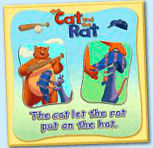 The Cat and the Rat
The cat let the rat
put on the hat.